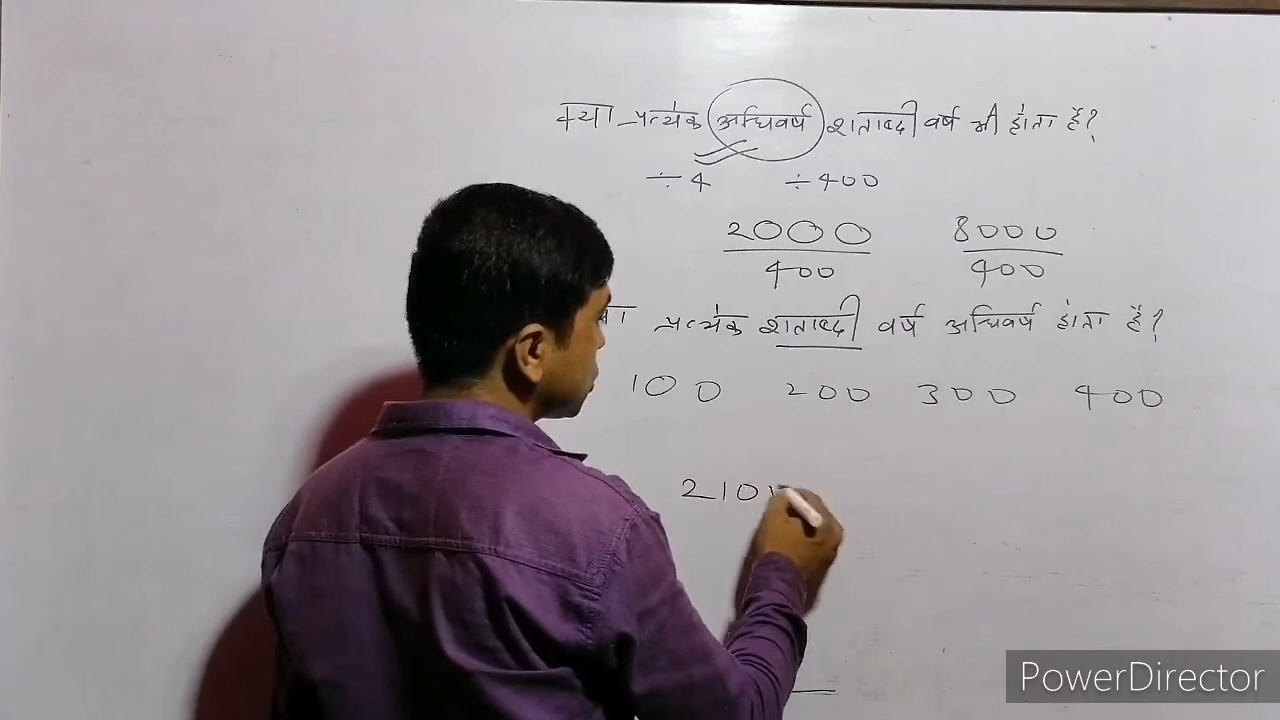 क्या प्रत्येक अधिवर्ष शताब्दी वर्ष भी होता है?
÷4 ÷400
2000 8000
400 400
प्रत्येक शताब्दी वर्ष अधिवर्ष होता है?
100 200 300 400
210
PowerDirector